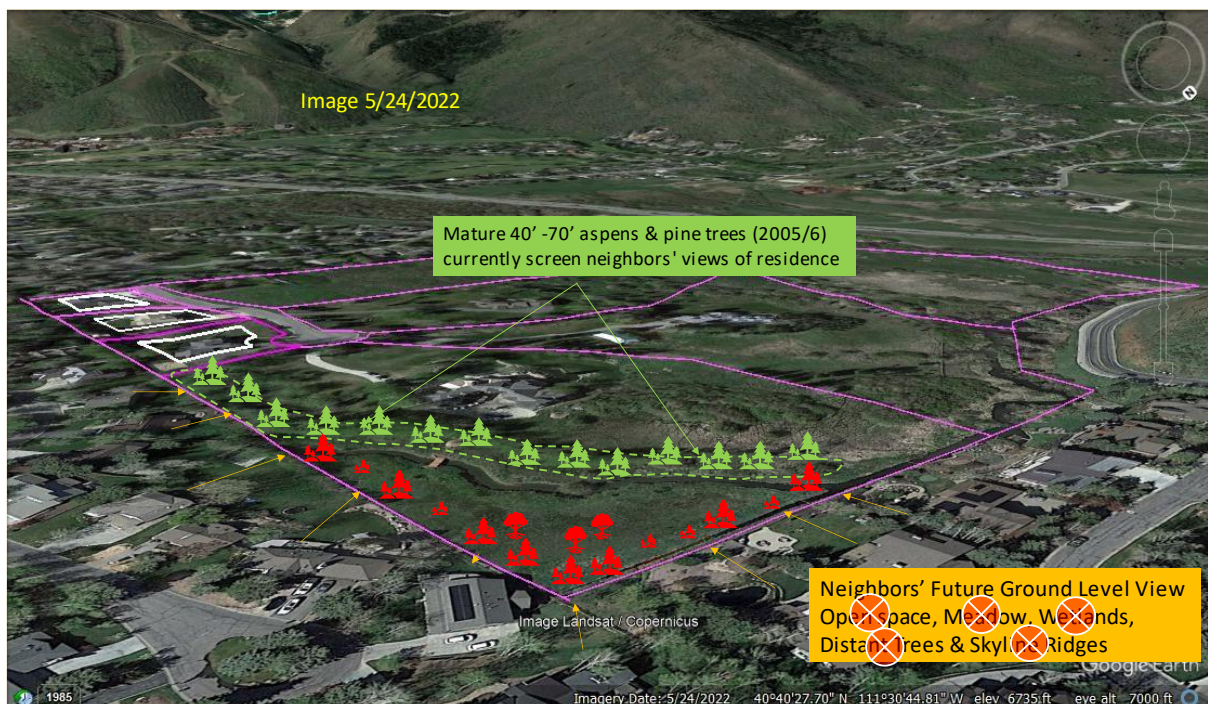 Image 5/24/2022
N
Mature 40’ -70’ aspens & pine trees (2005/6)
currently screen neighbors' views of residence
Neighbors’ Future Ground Level View
Open space, Meadow, Wetlands,
Distant Trees & Skyline Ridges
Image Landsat / Copernicus
Google Earth
1985
Imagery Date: 5/24/2022 40°40'27.70" N 111°30'44.81" W elev 6735 ft eye alt 7000 ft